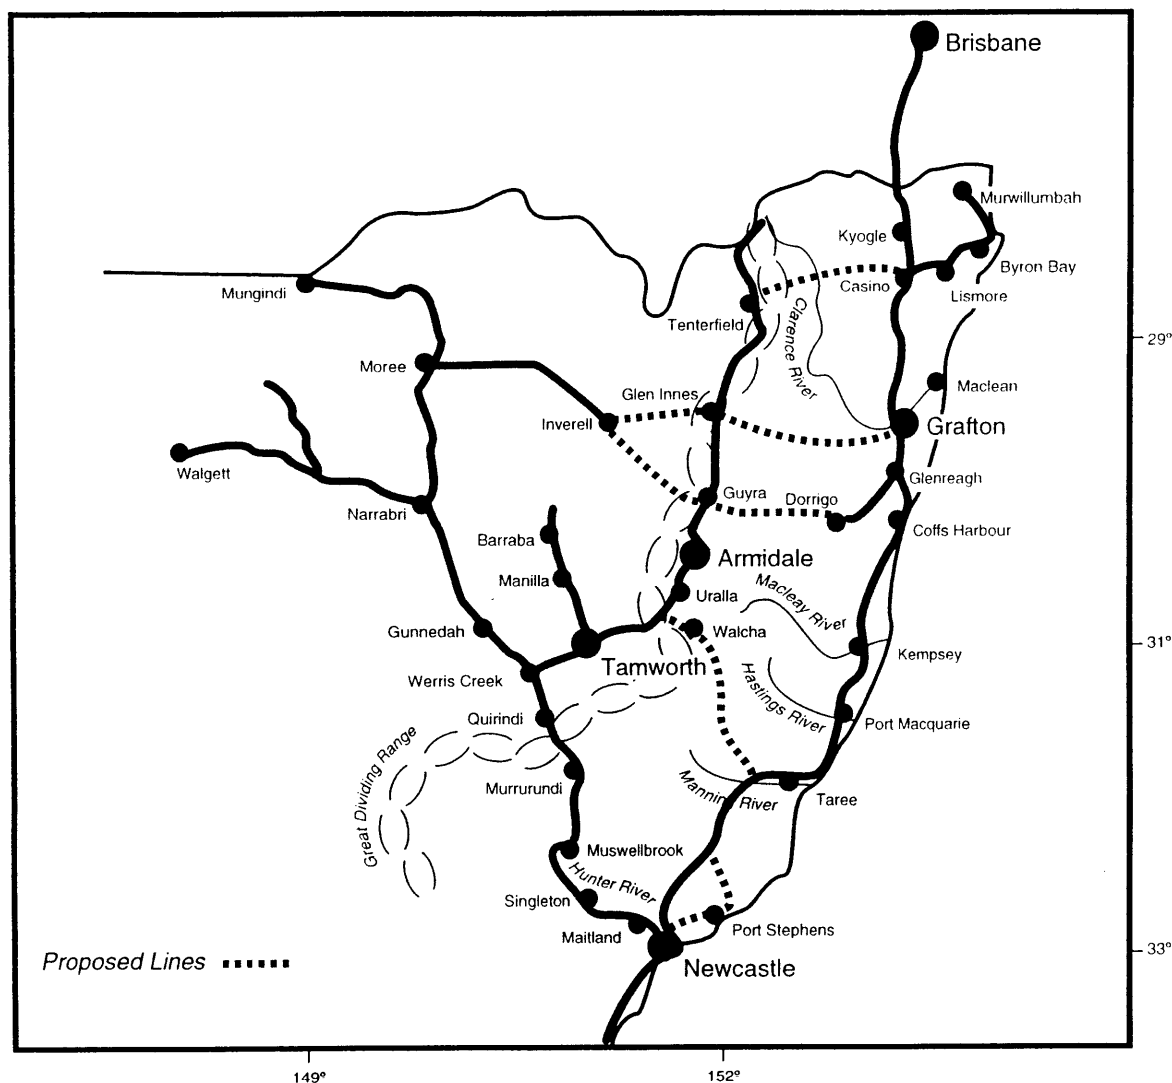 Brisbane
Murwillumbah
Kyogle
Byron Bay
Casino
Lismore
Mungindi
Tenterfield
Clarence River
29°
Moree
Maclean
Glen Innes
Inverell
Grafton
Walgett
Glenreagh
Guyra
Dorrigo
Narrabri
Coffs Harbour
Barraba
Armidale
Manilla
Uralla
Macleay River
Gunnedah
Walcha
31°
Kempsey
Tamworth
Werris Creek
Hastings River
Quirindi
Port Macquarie
Great Dividing Range
Murrurundi
Manning River
Taree
Muswellbrook
Hunter River
Singleton
Port Stephens
Maitland
33°
Proposed Lines
Newcastle
149°
152°